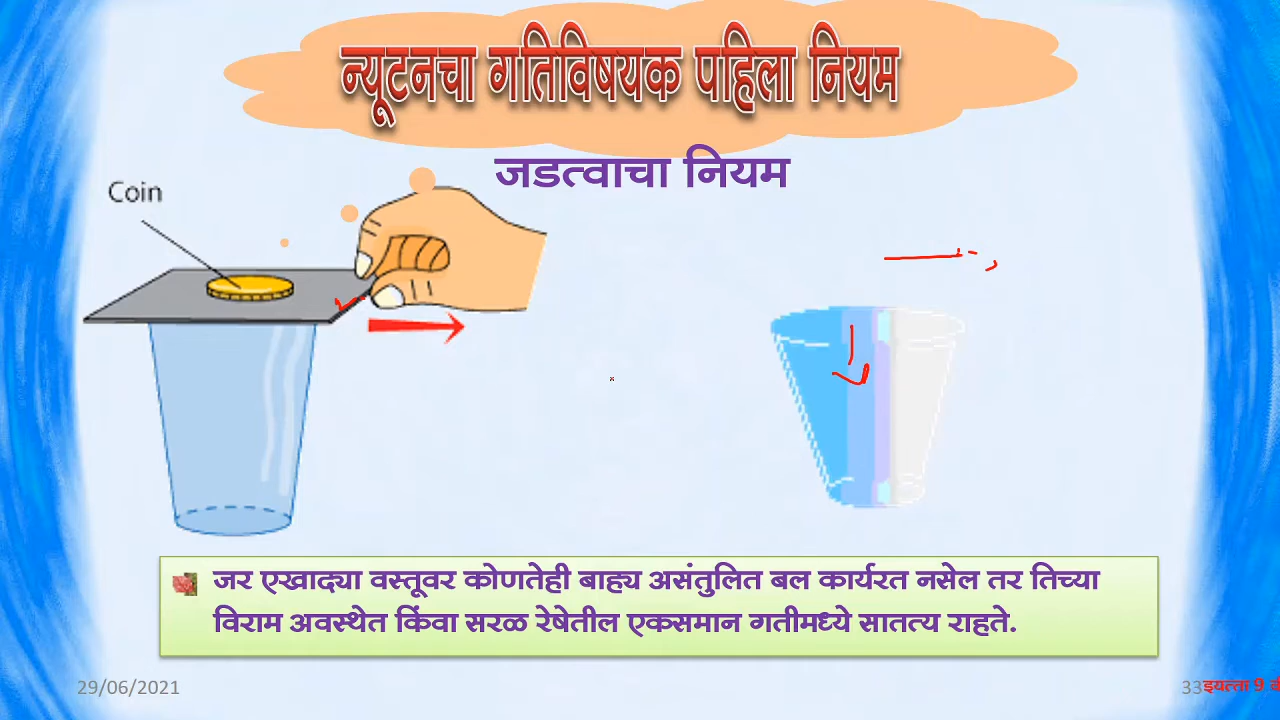 न्यूटनचा गतिविषयक पहिला नियम
जडत्वाचा नियम
Coin
जर एखाद्या वस्तूवर कोणतेही बाह्य असंतुलित बल कार्यरत नसेल तर तिच्या
विराम अवस्थेत किंवा सरळ रेषेतील एकसमान गतीमध्ये सातत्य राहते.
29/06/2021
33
इयत्ता 9